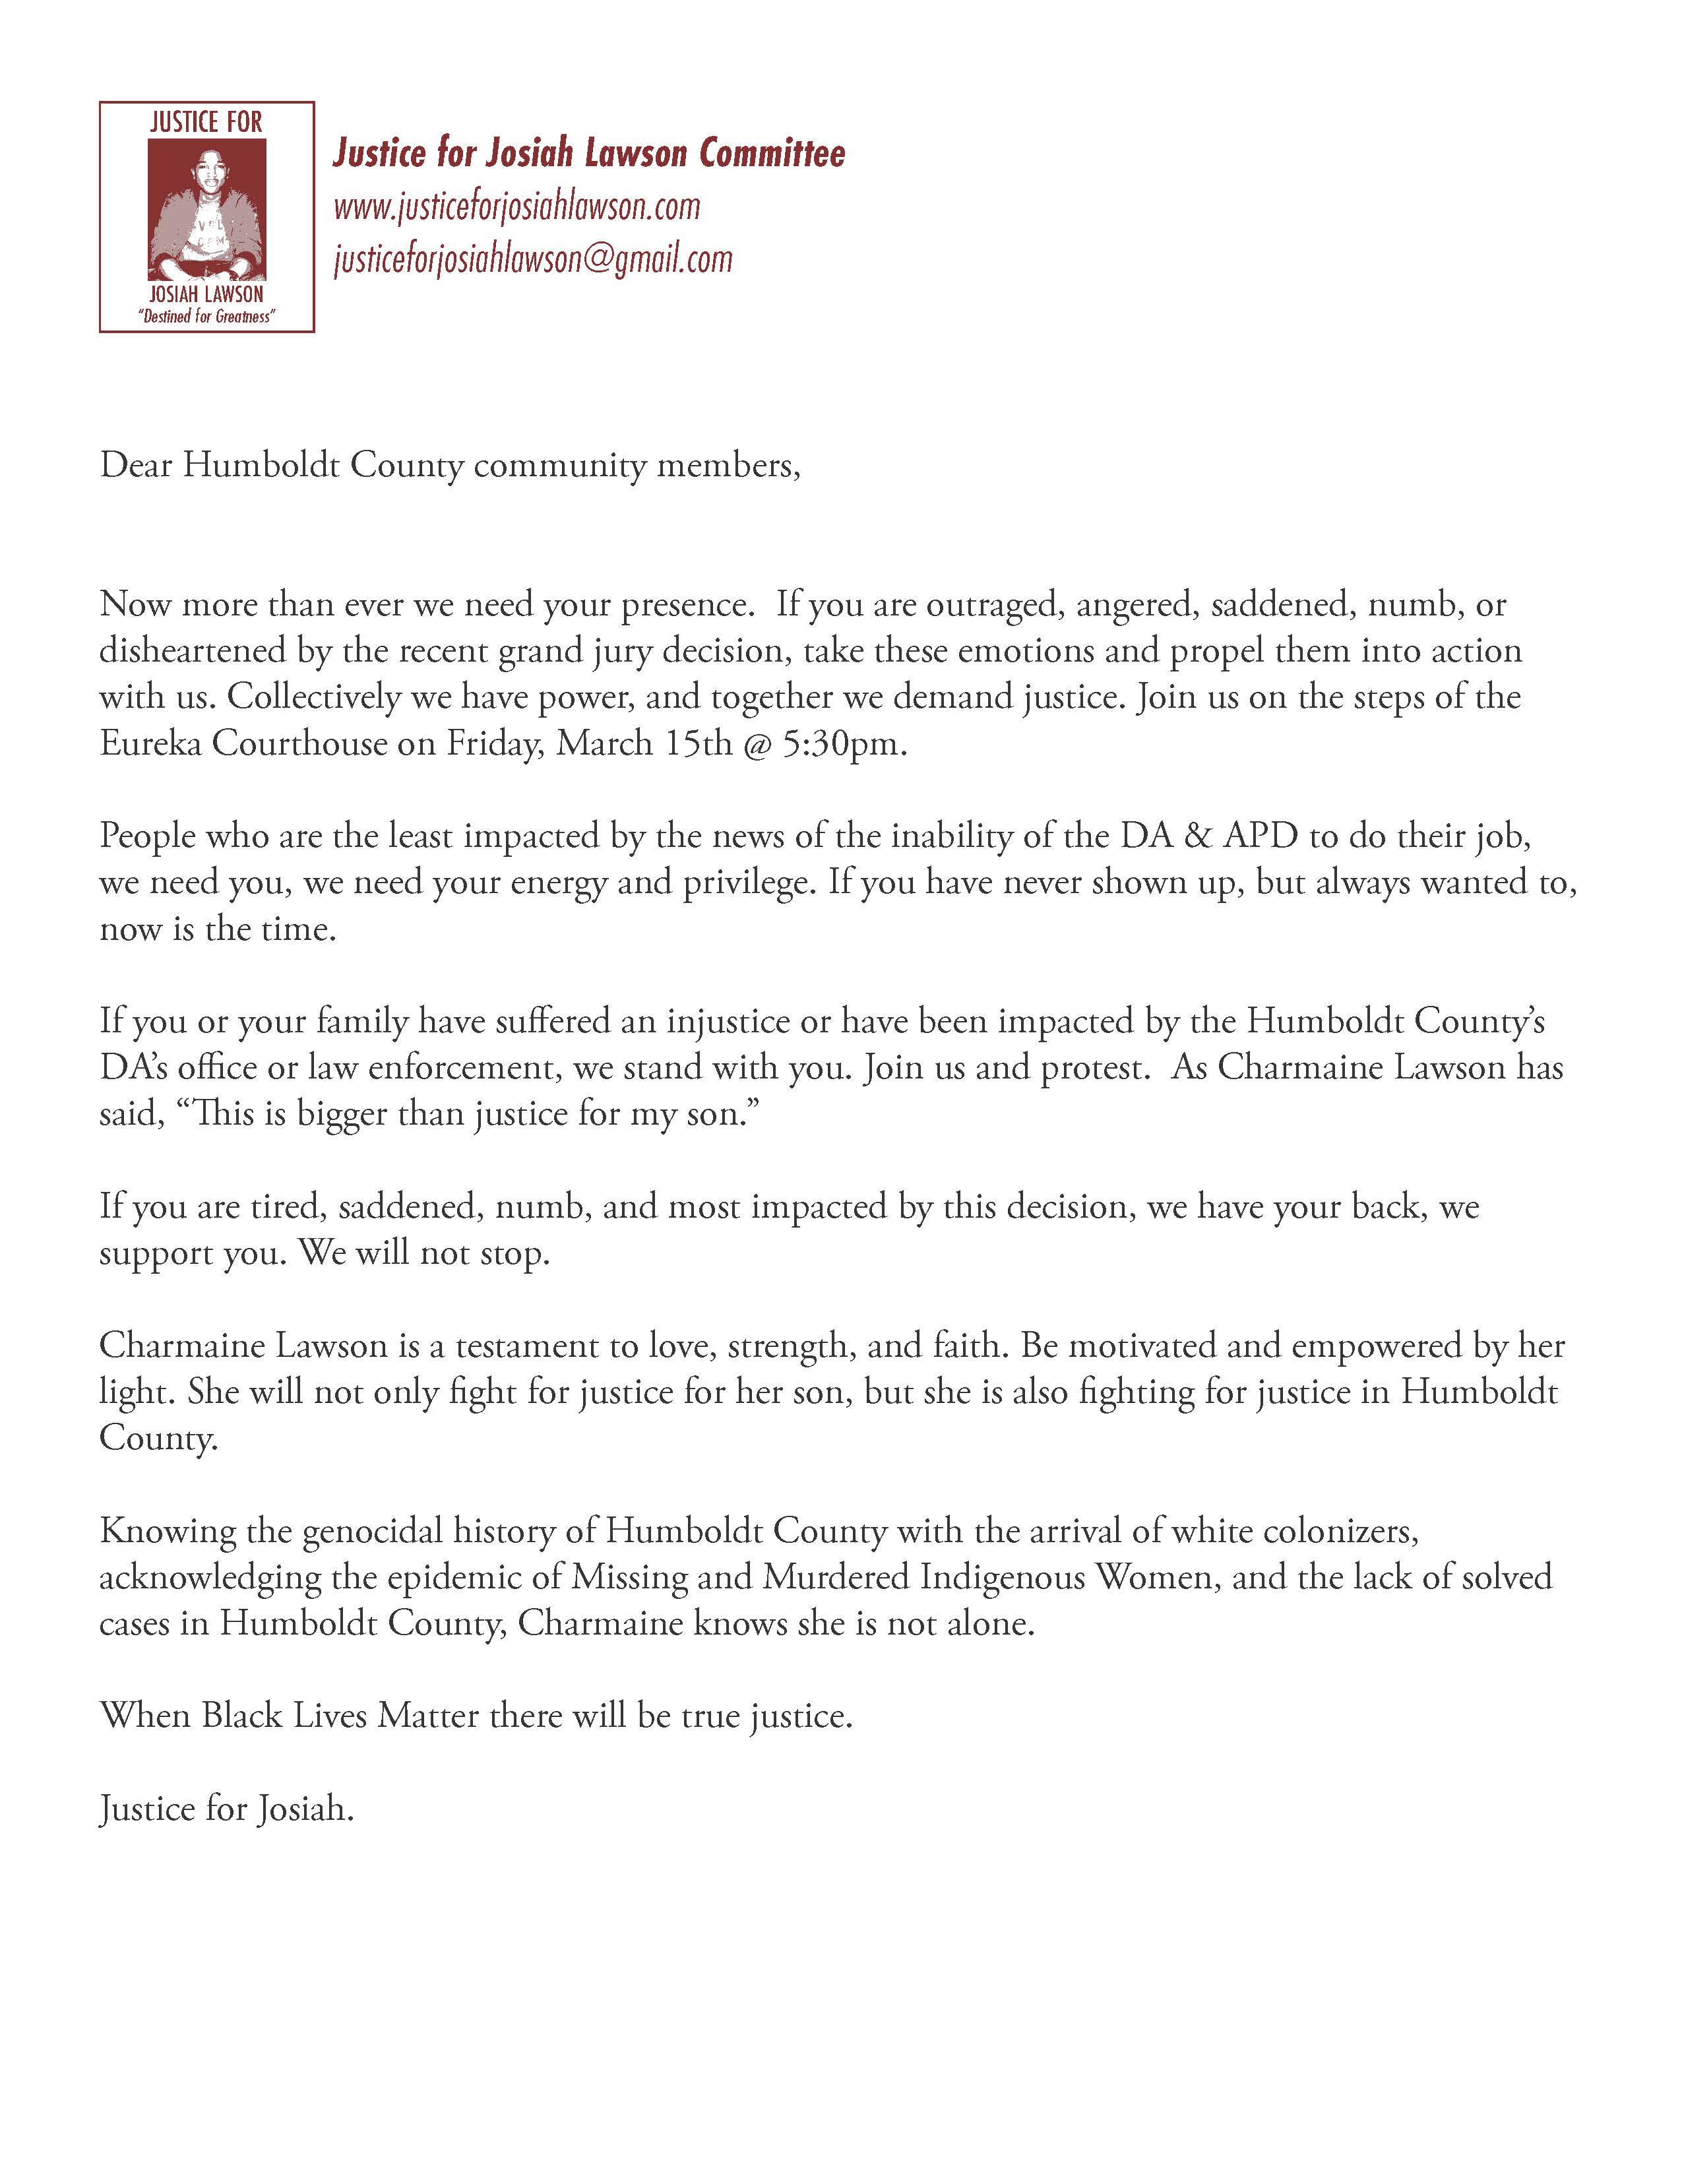 JUSTICE FOR
JOSIAH LAWSON
"Destined for Greatness"
Justice for Josiah Lawson Committee
www.justiceforjosiahlawson.com
justiceforjosiahlawson@gmail.com
Dear Humboldt County community members,
Now more than ever we need your presence.  If you are outraged, angered, saddened, numb, or
disheartened by the recent grand jury decision, take these emotions and propel them into action
with us. Collectively we have power, and together we demand justice. Join us on the steps of the
Eureka Courthouse on Friday, March 15th @ 5:30pm.
People who are the least impacted by the news of the inability of the DA & APD to do their job,
we need you, we need your energy and privilege. If you have never shown up, but always wanted to,
now is the time.
If you or your family have suffered an injustice or have been impacted by the Humboldt County’s
DA’s office or law enforcement, we stand with you. Join us and protest.  As Charmaine Lawson has
said, “This is bigger than justice for my son.”
If you are tired, saddened, numb, and most impacted by this decision, we have your back, we
support you. We will not stop.
Charmaine Lawson is a testament to love, strength, and faith. Be motivated and empowered by her
light. She will not only fight for justice for her son, but she is also fighting for justice in Humboldt
County.
Knowing the genocidal history of Humboldt County with the arrival of white colonizers,
acknowledging the epidemic of Missing and Murdered Indigenous Women, and the lack of solved
cases in Humboldt County, Charmaine knows she is not alone.
When Black Lives Matter there will be true justice.
Justice for Josiah.